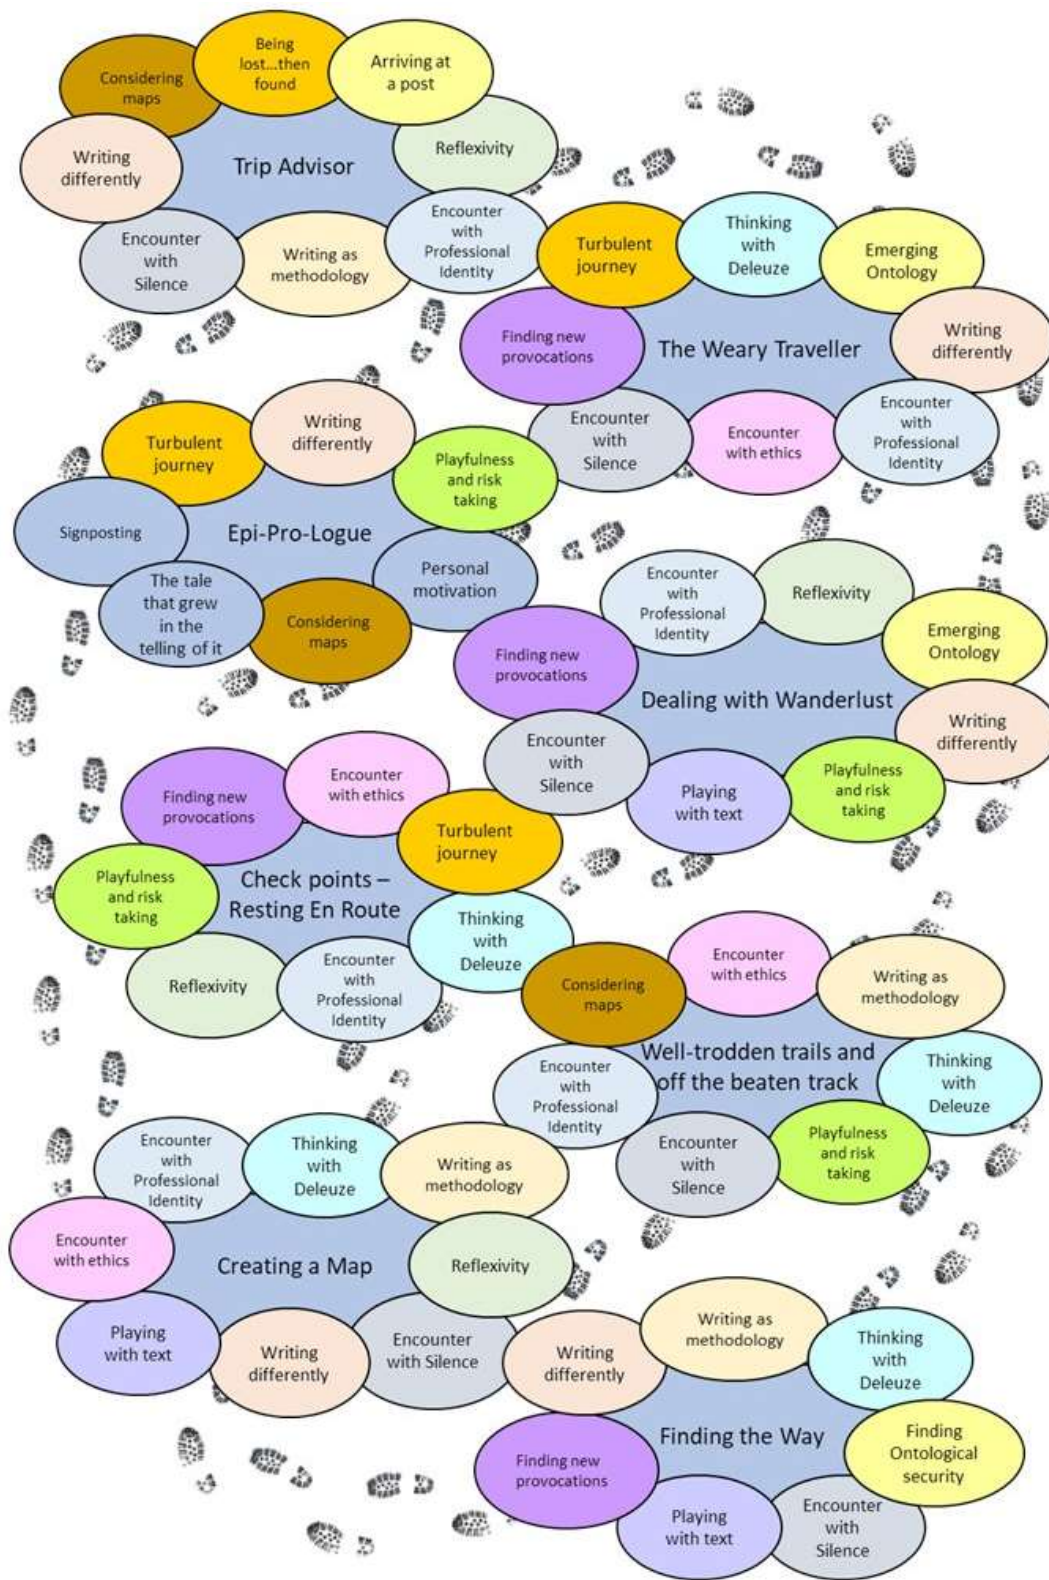 Being
lost...then
found
Arriving at
a post
Considering
maps
Reflexivity
Writing
differently
Trip Advisor
Encounter
with
Silence
Writing as
methodology
Encounter
with
Professional
Identity
Turbulent
journey
Thinking
with
Deleuze
Emerging
Ontology
Finding new
provocations
The Weary Traveller
Writing
differently
Encounter
with
Silence
Encounter
with ethics
Encounter
with
Professional
Identity
Turbulent
journey
Writing
differently
Playfulness
and risk
taking
Signposting
Epi-Pro-Logue
The tale
that grew
in the
telling of it
Considering
maps
Personal
motivation
Encounter
with
Professional
Identity
Reflexivity
Emerging
Ontology
Finding new
provocations
Dealing with Wanderlust
Writing
differently
Encounter
with
Silence
Playing
with text
Playfulness
and risk
taking
Finding new
provocations
Encounter
with ethics
Turbulent
journey
Playfulness
and risk
taking
Check points –
Resting En Route
Thinking
with
Deleuze
Reflexivity
Encounter
with
Professional
Identity
Considering
maps
Encounter
with ethics
Writing as
methodology
Well-trodden trails and
off the beaten track
Thinking
with
Deleuze
Encounter
with
Professional
Identity
Encounter
with
Silence
Playfulness
and risk
taking
Encounter
with
Professional
Identity
Thinking
with
Deleuze
Writing as
methodology
Encounter
with ethics
Creating a Map
Reflexivity
Playing
with text
Writing
differently
Encounter
with Silence
Writing
differently
Writing as
methodology
Thinking
with
Deleuze
Finding new
provocations
Finding the Way
Finding
Ontological
security
Playing
with text
Encounter
with
Silence